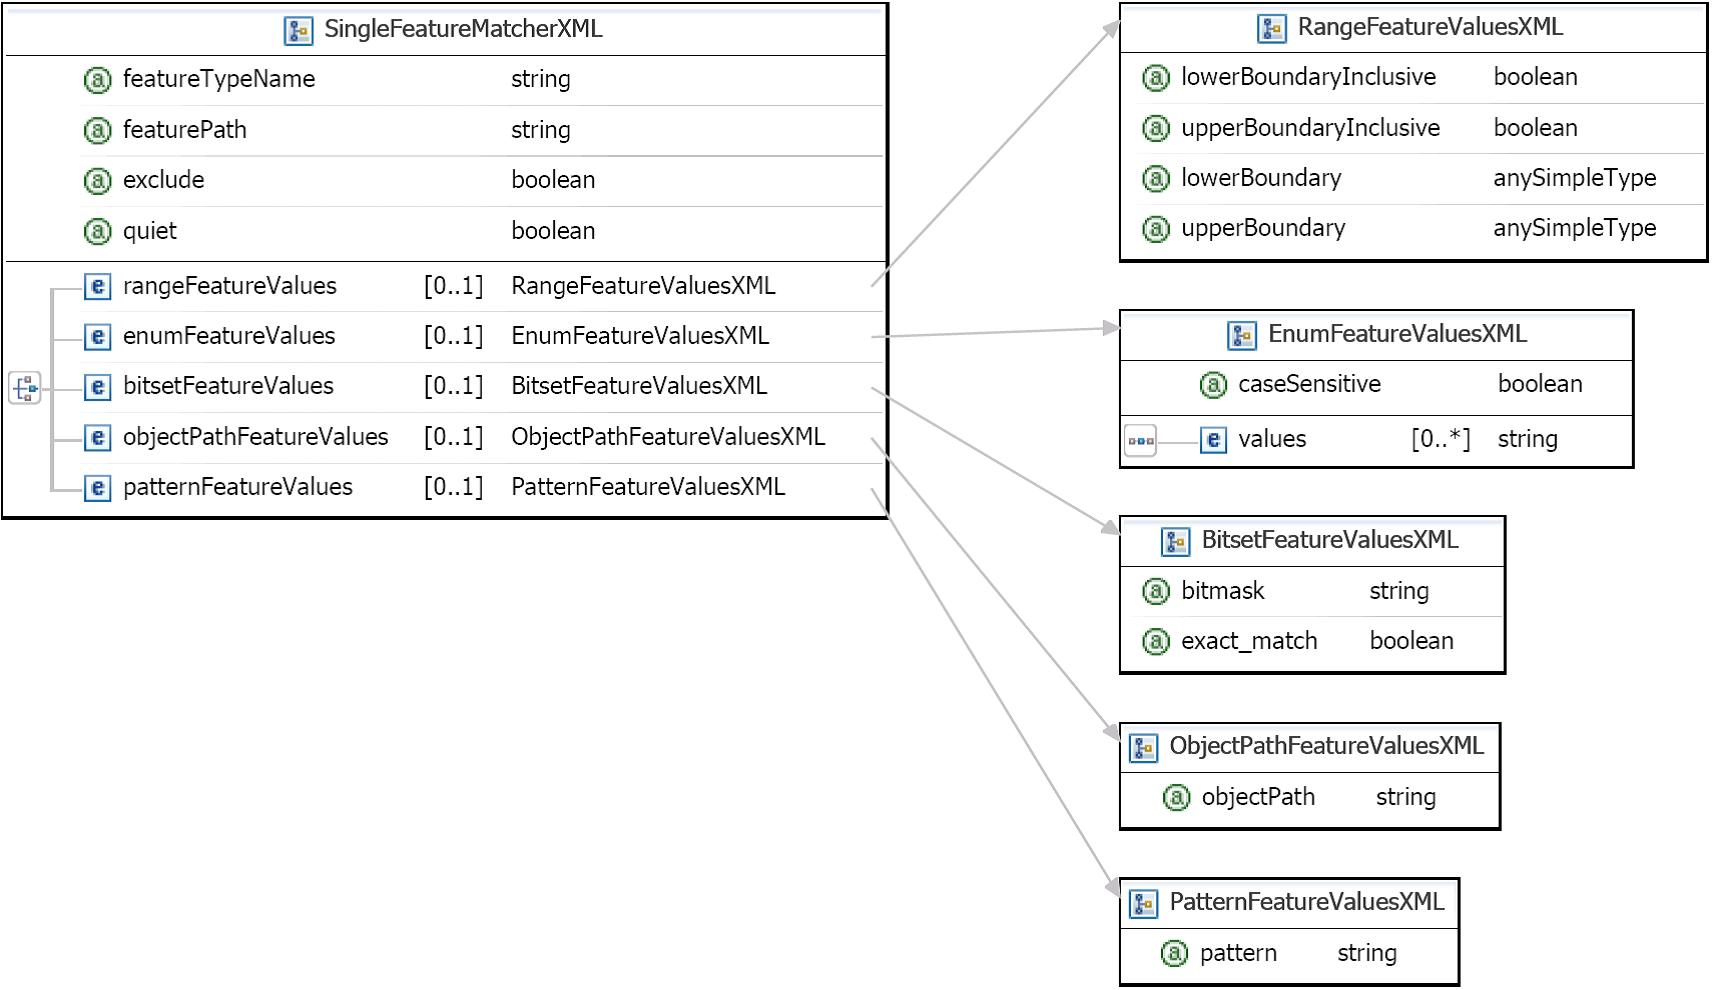 SingleFeatureMatcherXML
featureTypeName string
featurePath string
exclude boolean
quiet boolean
rangeFeatureValues [0..1] RangeFeatureValuesXML
enumFeatureValues [0..1] EnumFeatureValuesXML
bitsetFeatureValues [0..1] BitsetFeatureValuesXML
objectPathFeatureValues [0..1] ObjectPathFeatureValuesXML
patternFeatureValues [0..1] PatternFeatureValuesXML
RangeFeatureValuesXML
lowerBoundaryInclusive boolean
upperBoundaryInclusive boolean
lowerBoundary anySimpleType
upperBoundary anySimpleType
EnumFeatureValuesXML
caseSensitive boolean
values [0..*] string
BitsetFeatureValuesXML
bitmask string
exact_match boolean
ObjectPathFeatureValuesXML
objectPath string
PatternFeatureValuesXML
pattern string